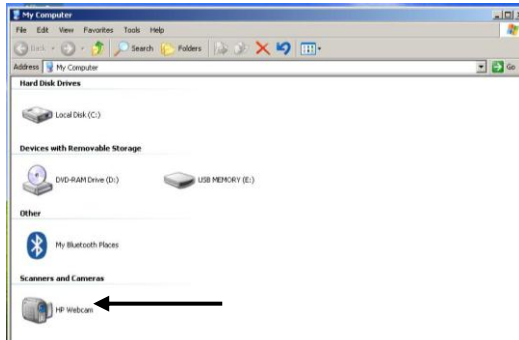 My Computer
File Edit View Favorites Tools Help
Back Search Folders
Address My Computer Go
Hard Disk Drives
Local Disk (C:)
Devices with Removable Storage
DVD-RAM Drive (D:) USB MEMORY (E:)
Other
My Bluetooth Places
Scanners and Cameras
HP Webcam